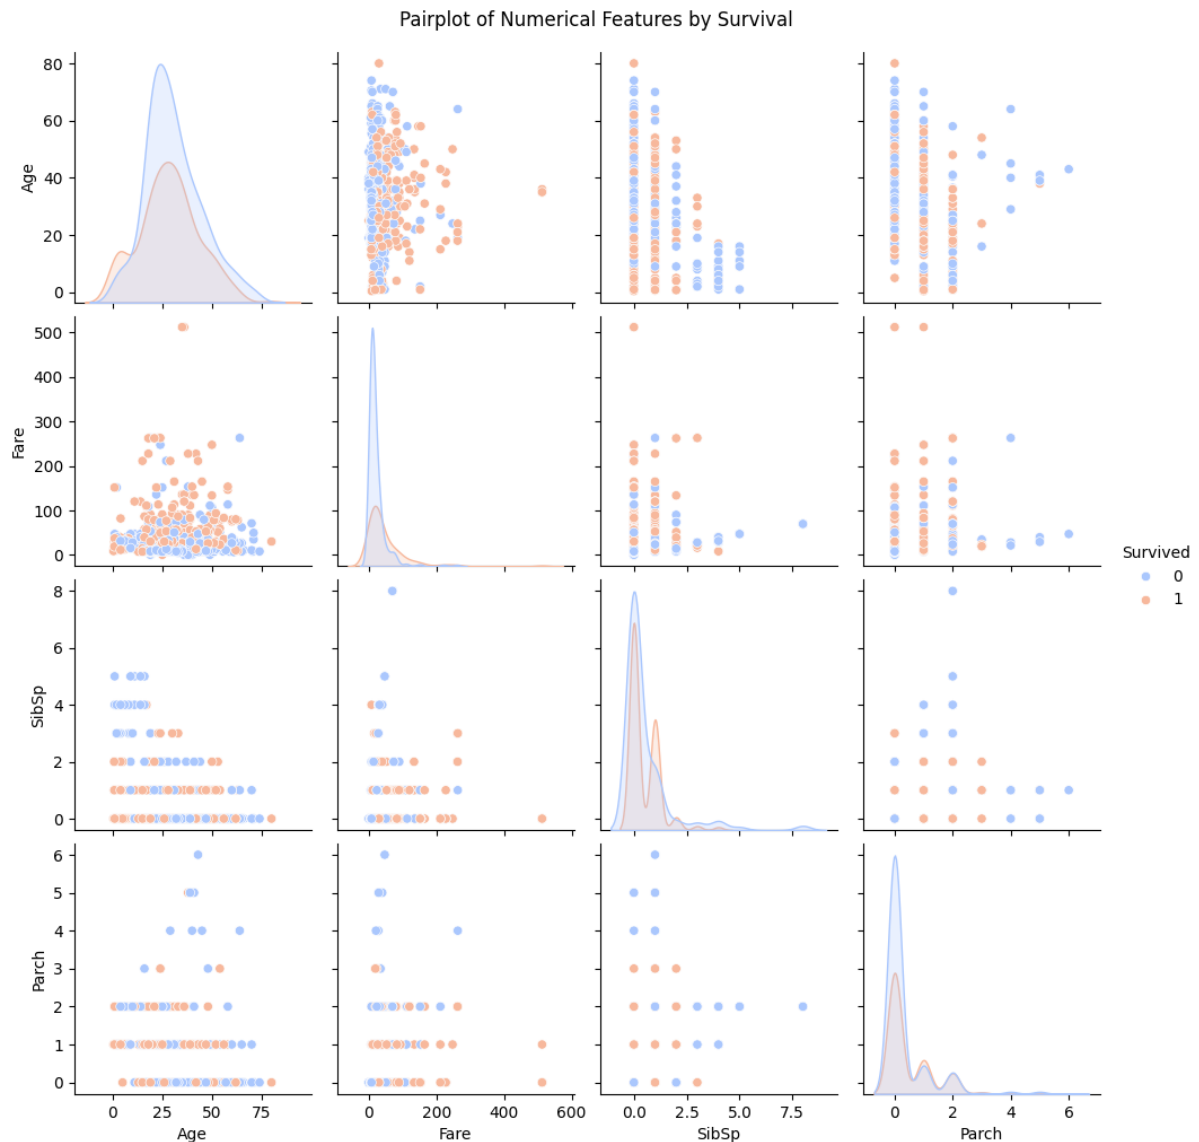 Pairplot of Numerical Features by Survival
80
60
40
20
0
Age
500
400
300
200
100
0
Fare
Survived
0
1
8
6
4
2
0
SibSp
6
5
4
3
2
1
0
Parch
0 25 50 75
0 200 400 600
0.0 2.5 5.0 7.5
0 2 4 6
Age Fare SibSp Parch